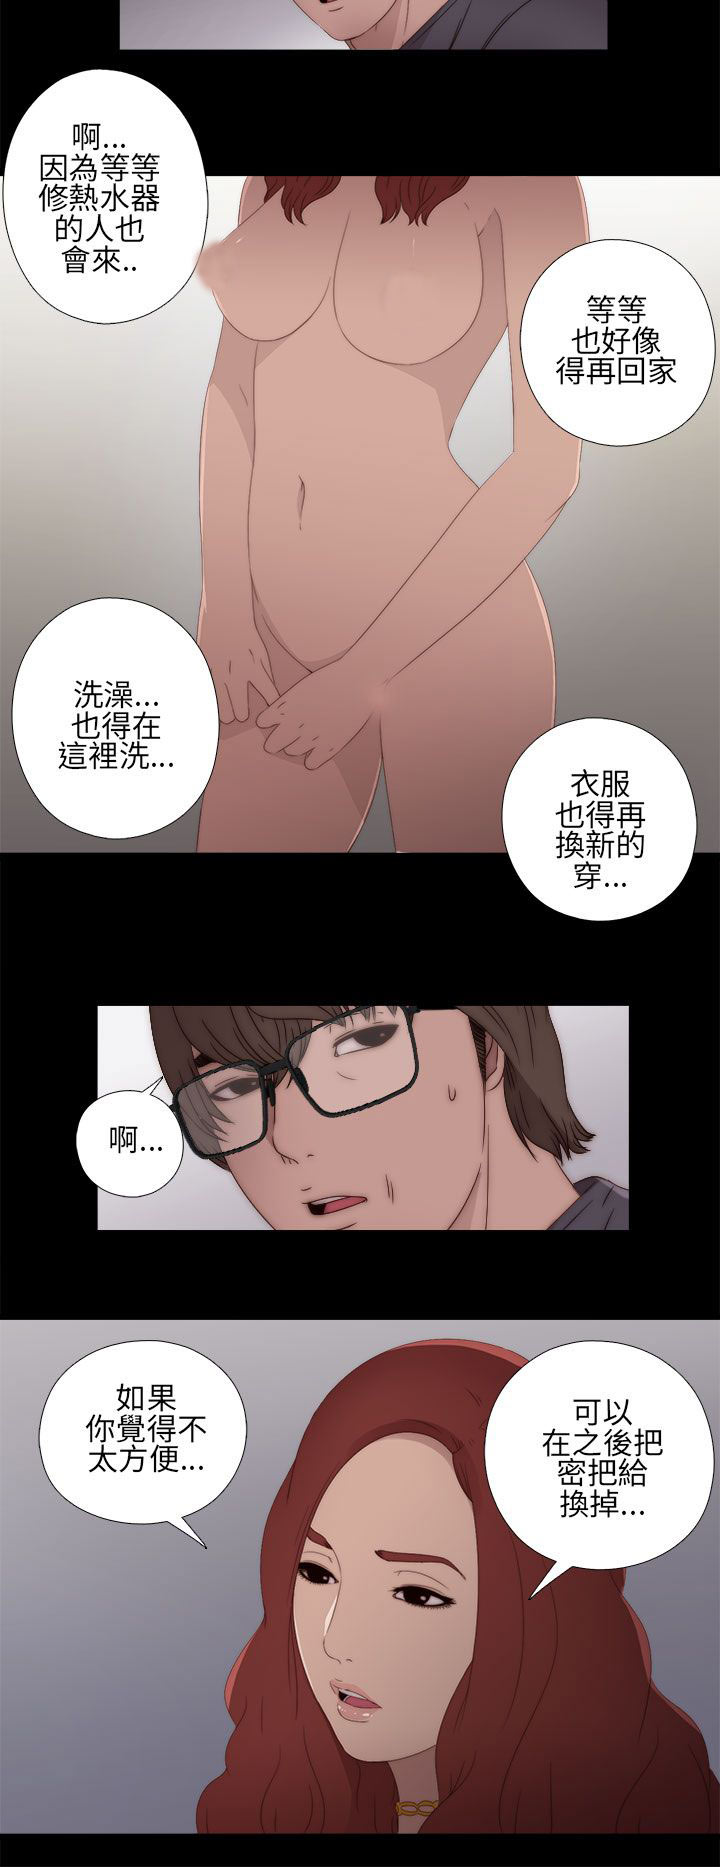 啊...
因為等等
修熱水器
的人也
會來..
等等
也好像
得再回家
洗澡...
也得在
這裡洗...
衣服
也得再
換新的
穿...
啊...
如果
你覺得不
太方便...
可以
在之後把
密把給
換掉...